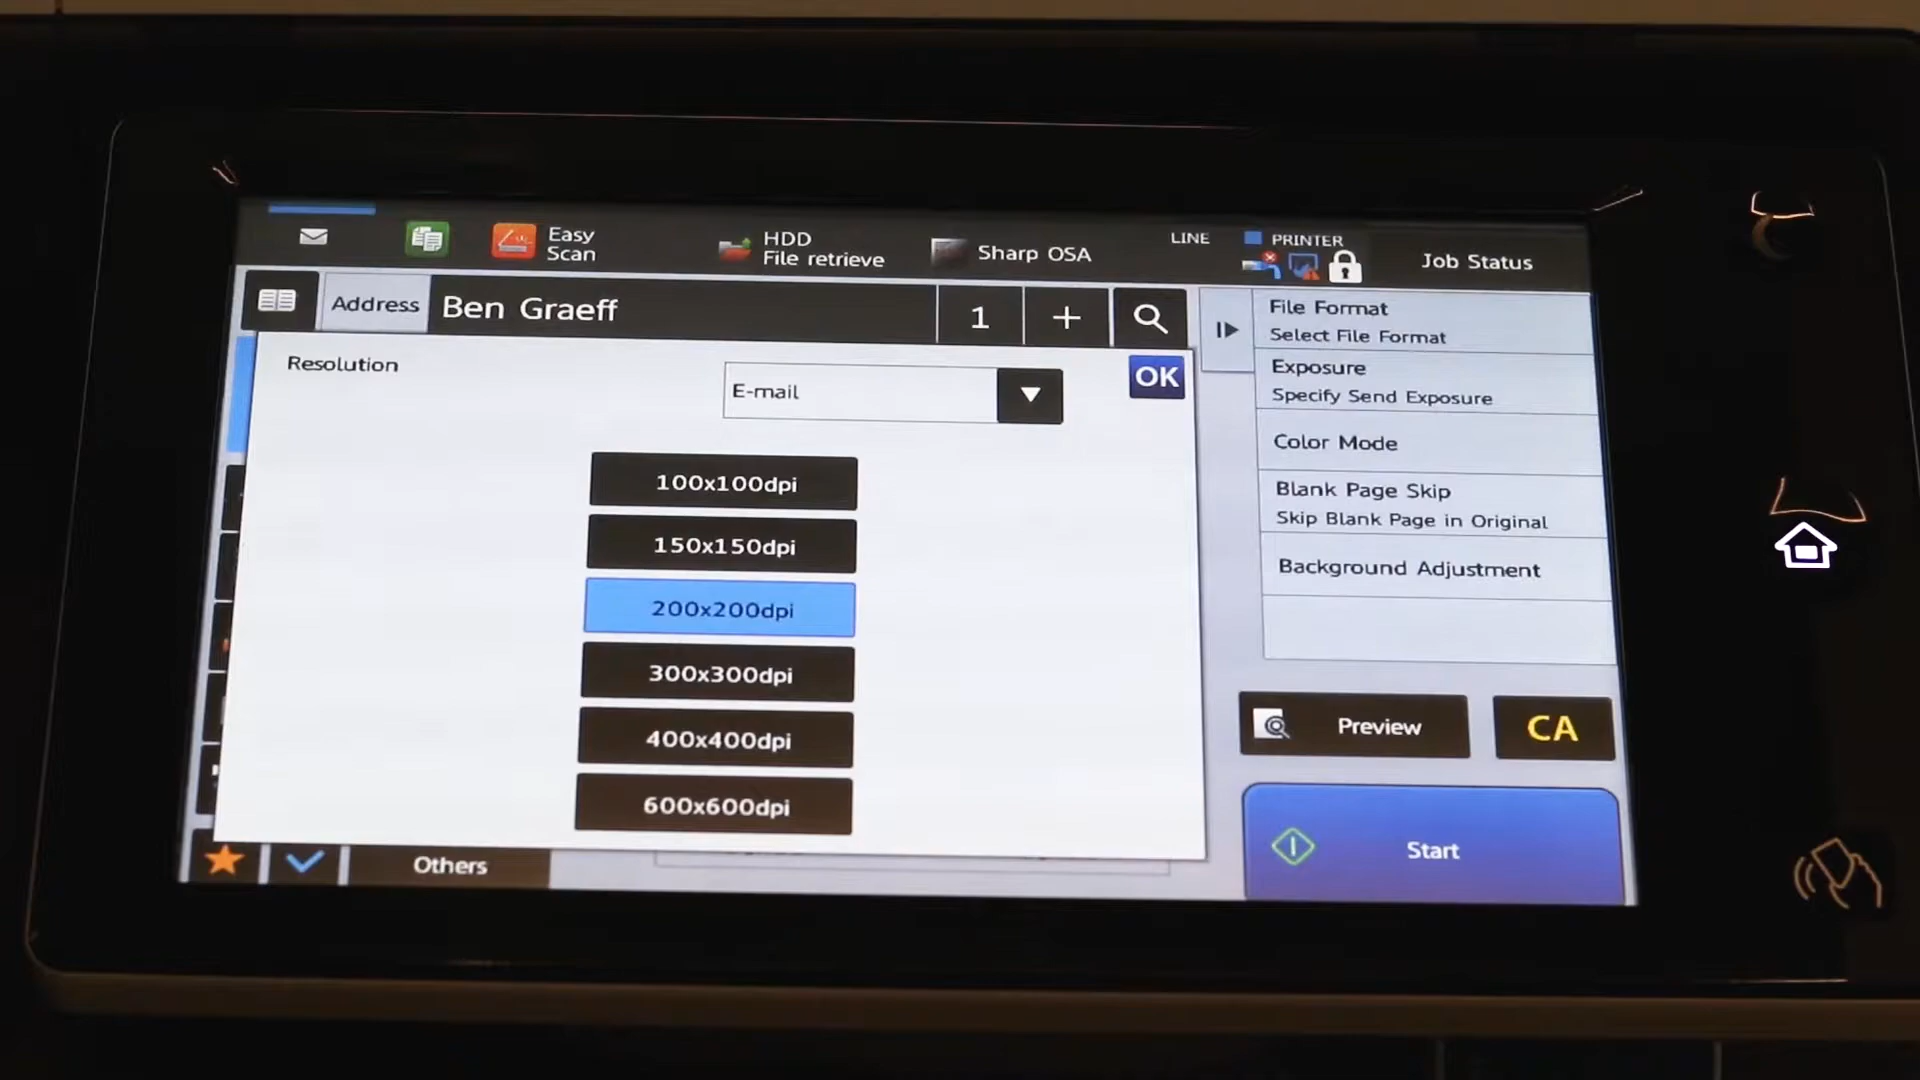 Easy
Scan
HDD
File retrieve
Sharp OSA
LINE
PRINTER
Job Status
Address
Ben Graeff
1
+
Resolution
E-mail
OK
100x100dpi
150x150dpi
200x200dpi
300x300dpi
400x400dpi
600x600dpi
Others
File Format
Select File Format
Exposure
Specify Send Exposure
Color Mode
Blank Page Skip
Skip Blank Page in Original
Background Adjustment
Preview
CA
Start